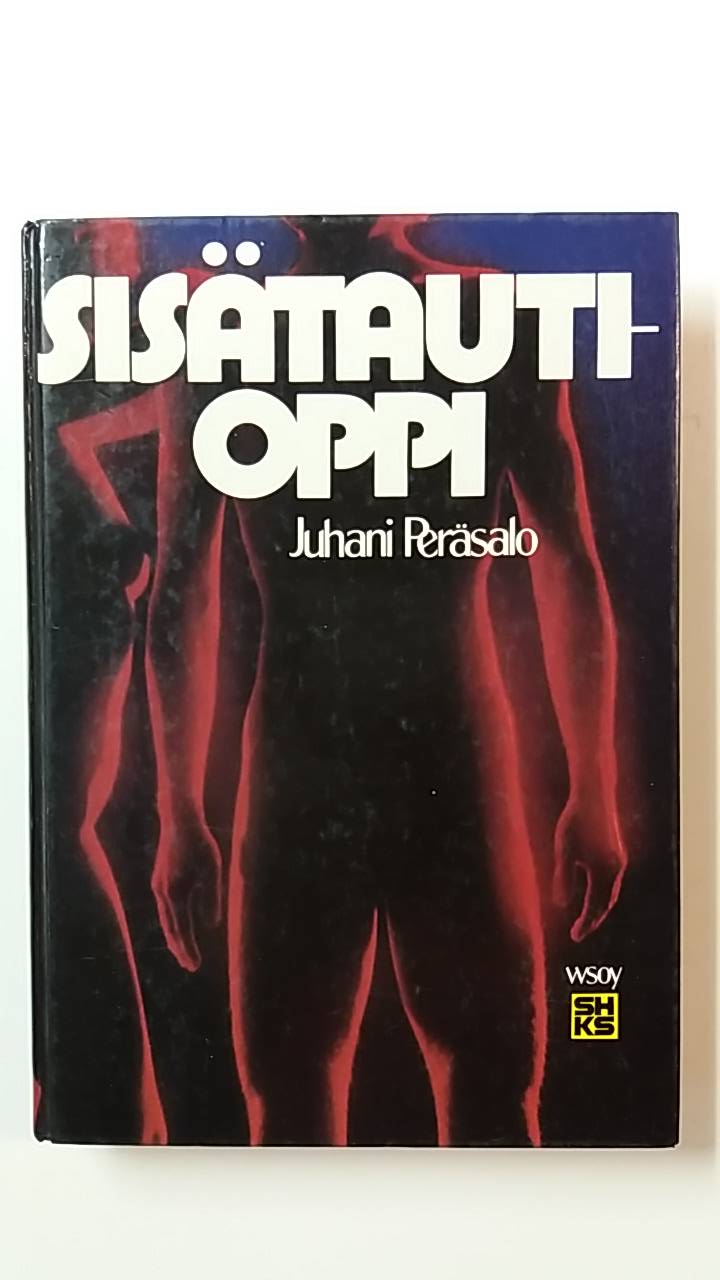 SISÄTAUTI-
OPPI
Juhani Peräsalo
WSOY
SH
KS